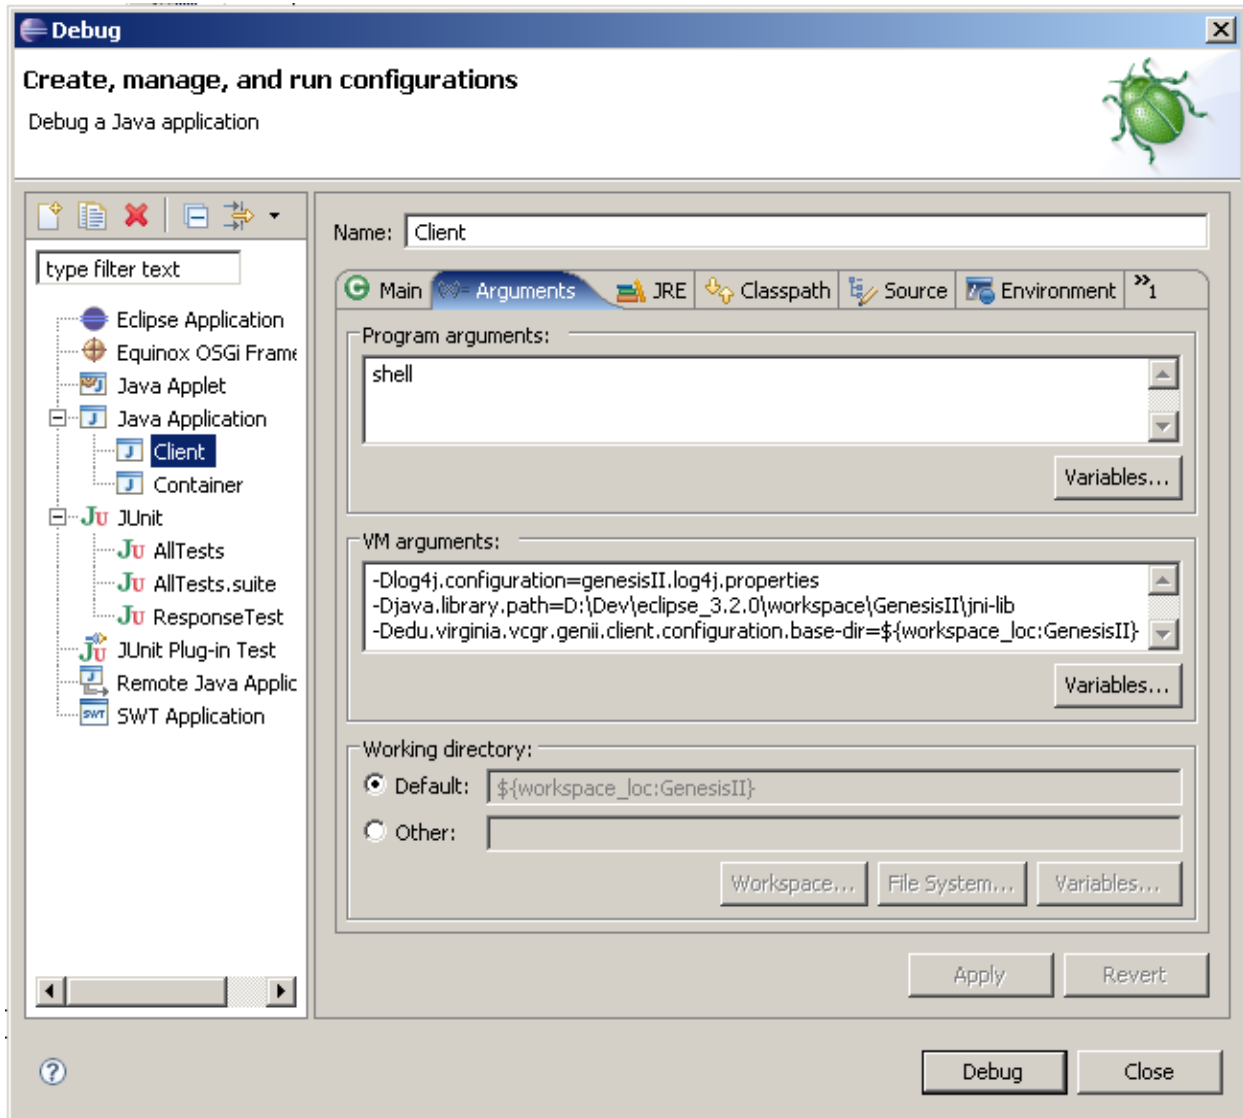 Debug
Create, manage, and run configurations
Debug a Java application
type filter text
Eclipse Application
Equinox OSGi Frame
Java Applet
Java Application
Client
Container
JUnit
AllTests
AllTests.suite
ResponseTest
JUnit Plug-in Test
Remote Java Applic
SWT Application
Name: Client
Main Arguments JRE Classpath Source Environment »1
Program arguments:
shell
Variables...
VM arguments:
-Dlog4j.configuration=genesisII.log4j.properties
-Djava.library.path=D:\Dev\eclipse_3.2.0\workspace\GenesisII\jni-lib
-Dedu.virginia.vcgr.genii.client.configuration.base-dir=${workspace_loc:GenesisII}
Variables...
Working directory:
Default: ${workspace_loc:GenesisII}
Other:
Workspace... File System... Variables...
Apply Revert
Debug Close